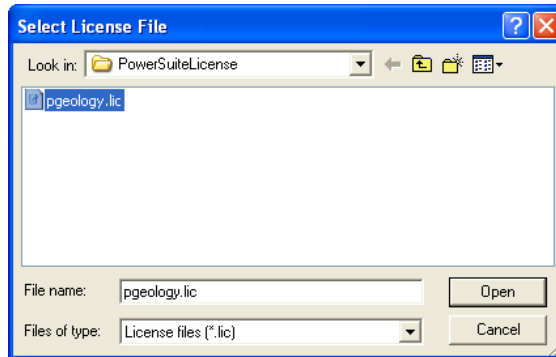 Select License File
Look in: PowerSuiteLicense
pgeology.lic
File name: pgeology.lic Open
Files of type: License files (*.lic) Cancel